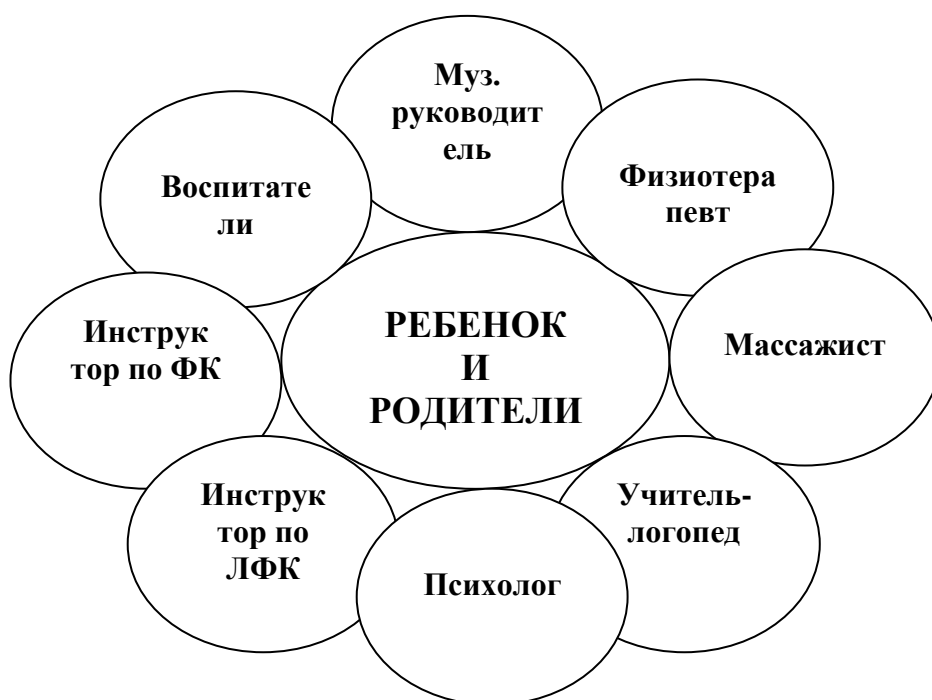 Муз.
руководит
ель
Физиотера
певт
Воспитате
ли
РЕБЕНОК
И
РОДИТЕЛИ
Инструк
тор по ФК
Массажист
Инструк
тор по
ЛФК
Учитель-
логопед
Психолог